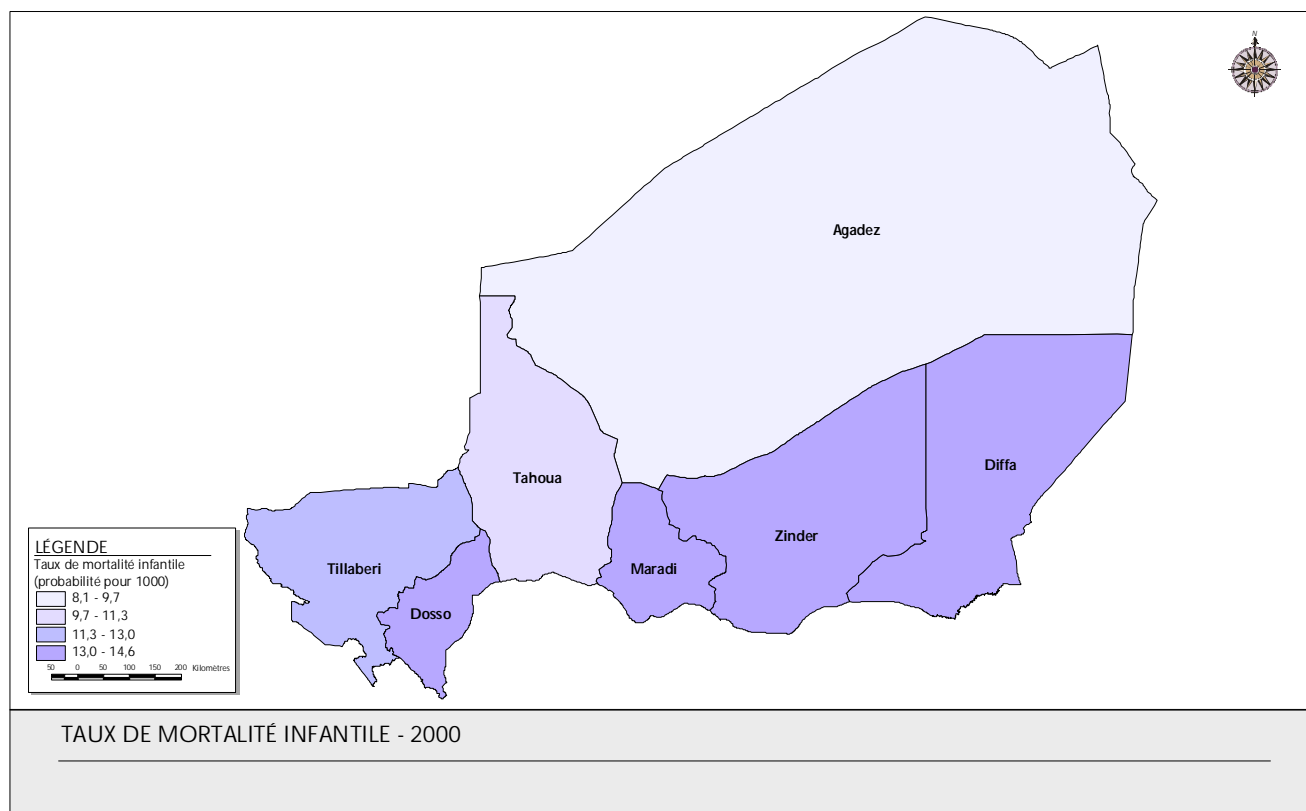 N
Agadez
Diffa
Tahoua
Zinder
Tillaberi
Maradi
Dosso
LÉGENDE
Taux de mortalité infantile
(probabilité pour 1000)
8,1 - 9,7
9,7 - 11,3
11,3 - 13,0
13,0 - 14,6
50 0 50 100 150 200 Kilomètres
TAUX DE MORTALITÉ INFANTILE - 2000